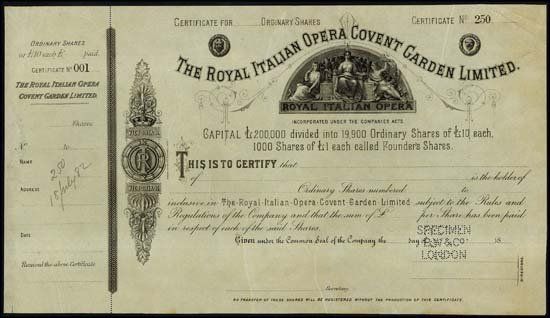 ORDINARY SHARES
of £10 each £ paid.
CERTIFICATE No 001
THE ROYAL ITALIAN OPERA
COVENT GARDEN LIMITED.
Shares
No
to
NAME
250
18 July 82
ADDRESS
DATE
Received the above Certificate
CERTIFICATE FOR ORDINARY SHARES
CERTIFICATE No 250
THE ROYAL ITALIAN OPERA COVENT GARDEN LIMITED.
ROYAL ITALIAN OPERA
INCORPORATED UNDER THE COMPANIES ACTS.
CAPITAL £200,000 divided into 19,900 Ordinary Shares of £10, each,
1000 Shares of £1 each called Founder's Shares.
THIS IS TO CERTIFY that
of is the holder of
Ordinary Shares numbered to
inclusive in The Royal Italian Opera Covent Garden Limited subject to the Rules and
Regulations of the Company and that the sum of £ per Share has been paid
in respect of each of the said Shares.
Given under the Common Seal of the Company the day of 18
SPECIMEN
B.W & Co
LONDON
DIRECTORS.
Secretary.
NO TRANSFER OF THESE SHARES WILL BE REGISTERED WITHOUT THE PRODUCTION OF THIS CERTIFICATE.